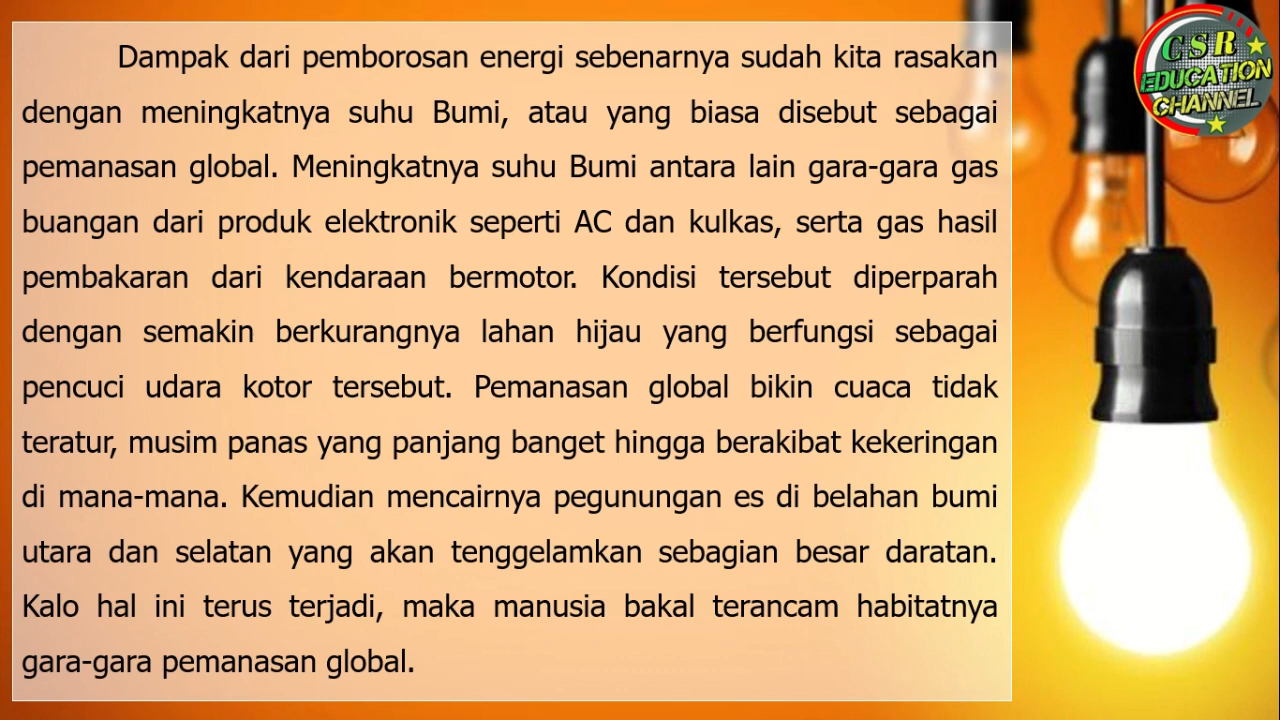 Dampak dari pemborosan energi sebenarnya sudah kita rasakan
dengan meningkatnya suhu Bumi, atau yang biasa disebut sebagai
pemanasan global. Meningkatnya suhu Bumi antara lain gara-gara gas
buangan dari produk elektronik seperti AC dan kulkas, serta gas hasil
pembakaran dari kendaraan bermotor. Kondisi tersebut diperparah
dengan semakin berkurangnya lahan hijau yang berfungsi sebagai
pencuci udara kotor tersebut. Pemanasan global bikin cuaca tidak
teratur, musim panas yang panjang banget hingga berakibat kekeringan
di mana-mana. Kemudian mencairnya pegunungan es di belahan bumi
utara dan selatan yang akan tenggelamkan sebagian besar daratan.
Kalo hal ini terus terjadi, maka manusia bakal terancam habitatnya
gara-gara pemanasan global.
CSR
EDUCATION
CHANNEL